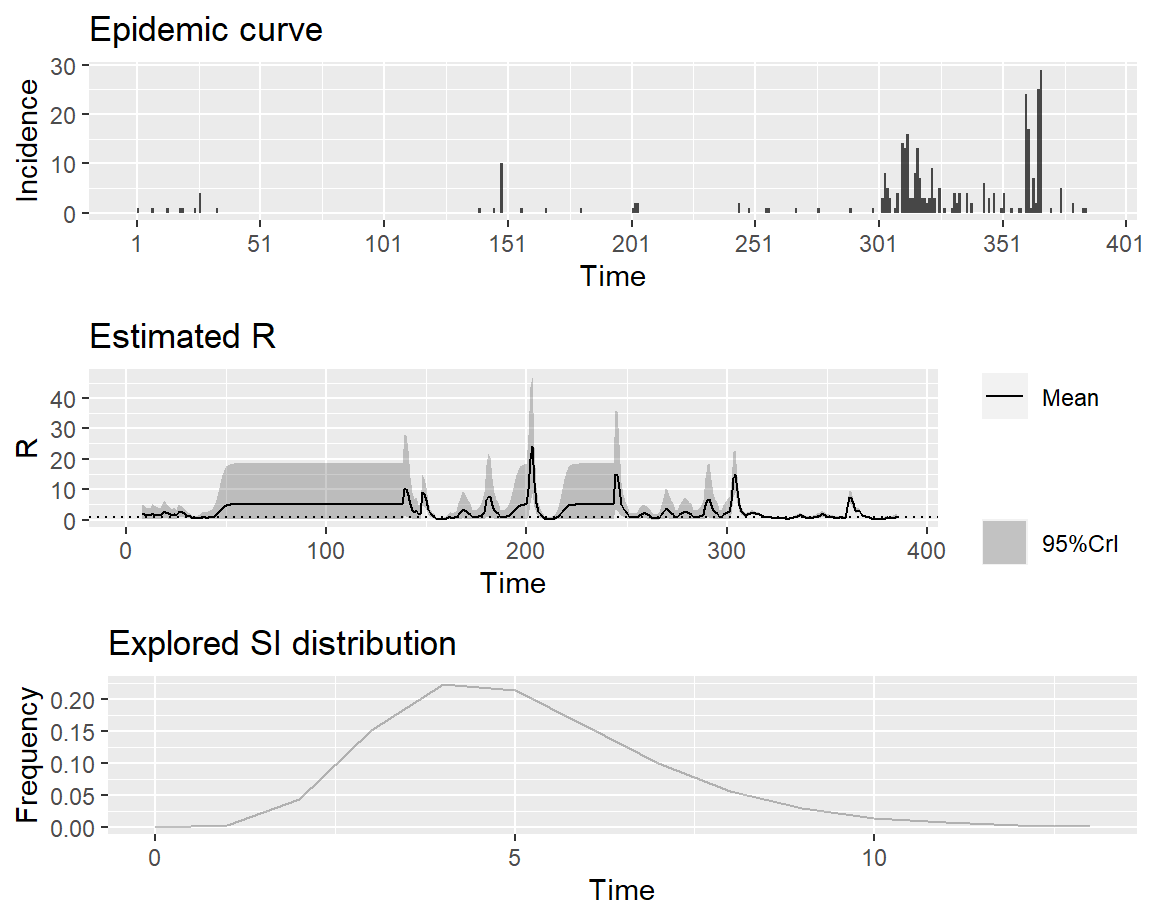 Epidemic curve
30
20
10
0
Incidence
1 51 101 151 201 251 301 351 401
Time
Estimated R
40
30
20
10
0
R
0 100 200 300 400
Time
Mean
95%CrI
Explored SI distribution
0.20
0.15
0.10
0.05
0.00
Frequency
0 5 10
Time